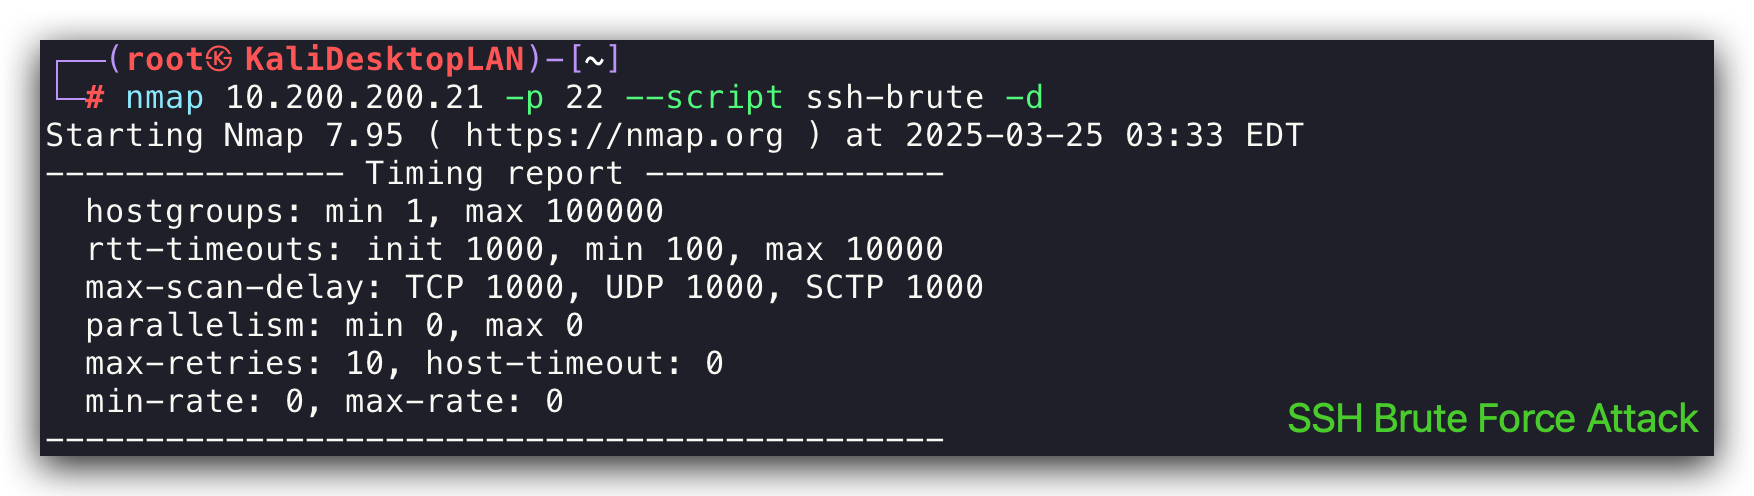 ┌──(root㉿KaliDesktopLAN)-[~]
└─# nmap 10.200.200.21 -p 22 --script ssh-brute -d
Starting Nmap 7.95 ( https://nmap.org ) at 2025-03-25 03:33 EDT
--------------- Timing report ---------------
  hostgroups: min 1, max 100000
  rtt-timeouts: init 1000, min 100, max 10000
  max-scan-delay: TCP 1000, UDP 1000, SCTP 1000
  parallelism: min 0, max 0
  max-retries: 10, host-timeout: 0
  min-rate: 0, max-rate: 0
---------------------------------------------
SSH Brute Force Attack